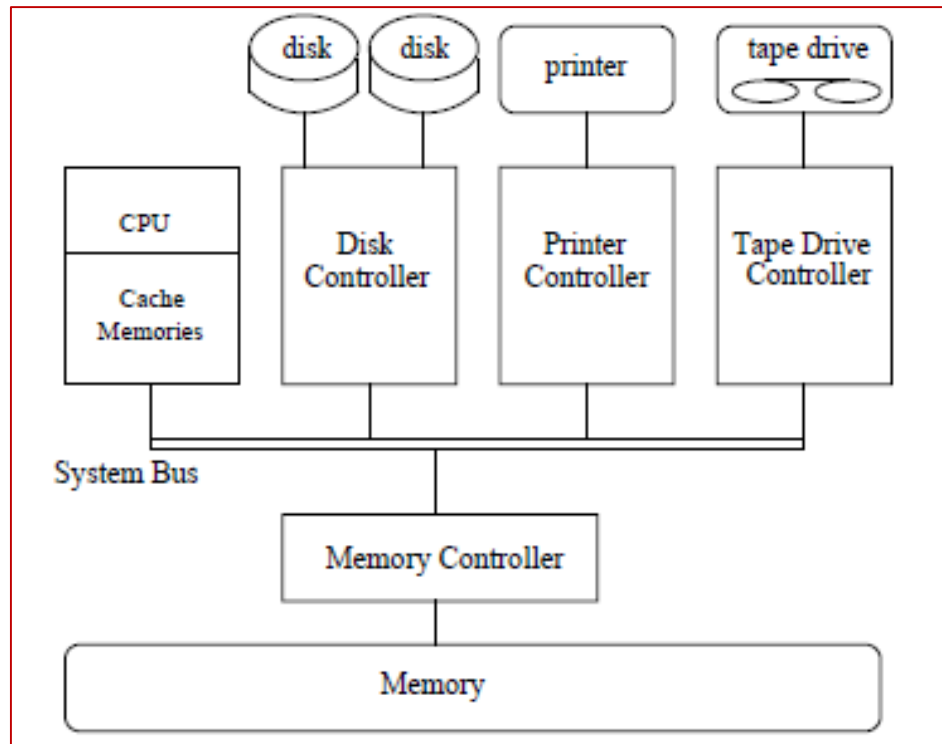 disk
disk
printer
tape drive
CPU
Cache
Memories
Disk
Controller
Printer
Controller
Tape Drive
Controller
System Bus
Memory Controller
Memory